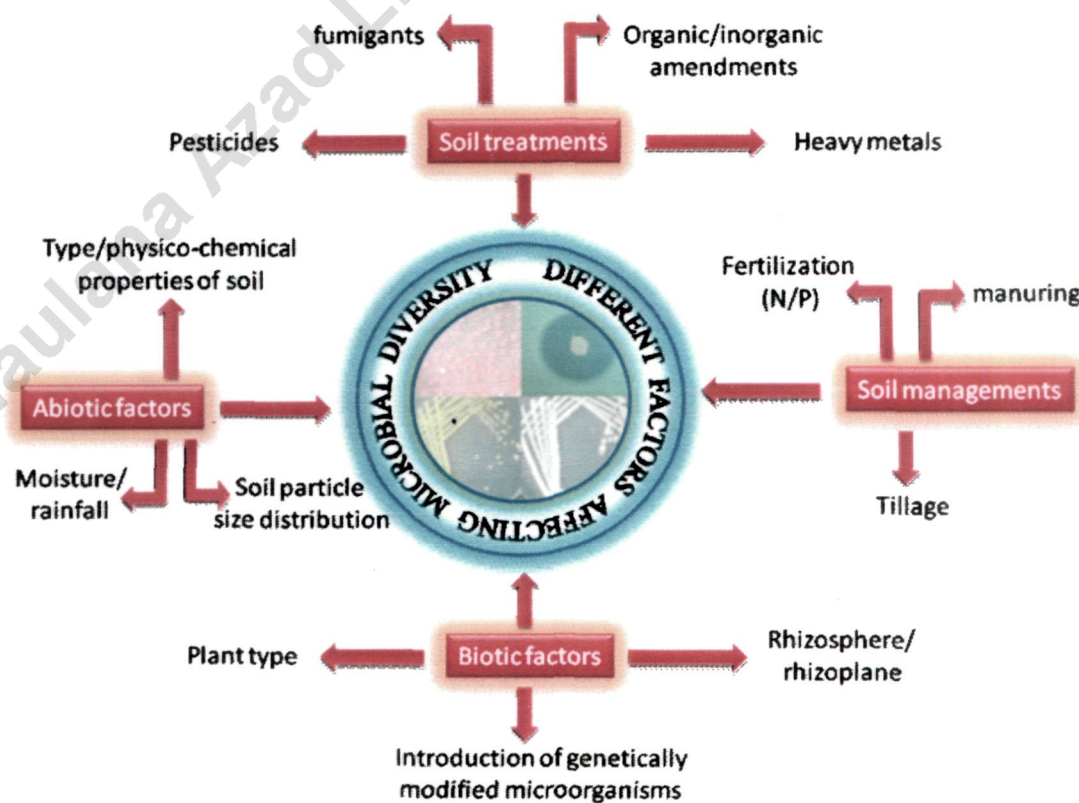 fumigants
Organic/inorganic
amendments
Pesticides
Soil treatments
Heavy metals
Type/physico-chemical
properties of soil
Fertilization
(N/P)
manuring
DIFFERENT FACTORS AFFECTING MICROBIAL DIVERSITY
Abiotic factors
Soil managements
Moisture/
rainfall
Soil particle
size distribution
Tillage
Plant type
Biotic factors
Rhizosphere/
rhizoplane
Introduction of genetically
modified microorganisms
Maulana Azad